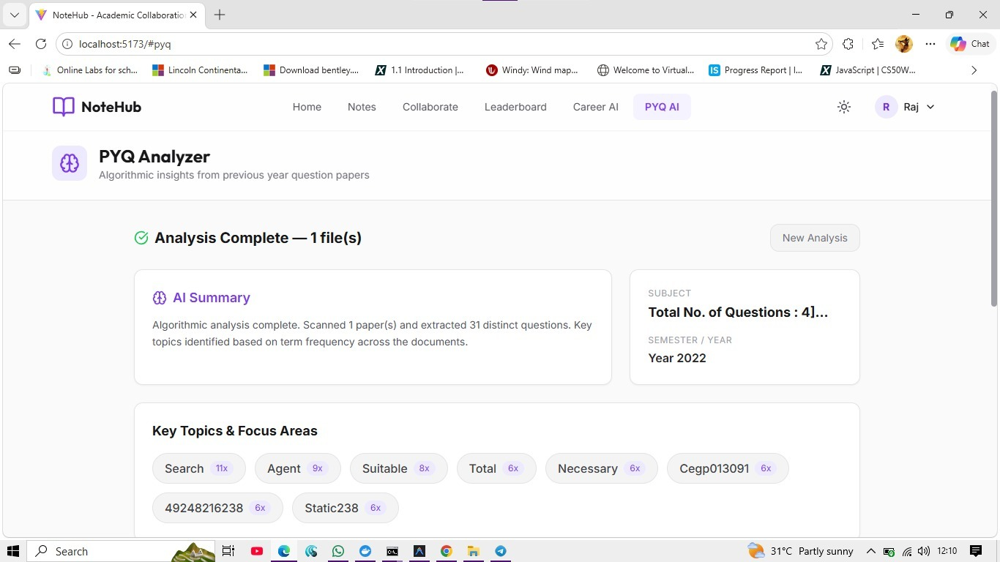 NoteHub - Academic Collaboratio
localhost:5173/#pyq
Chat
Online Labs for sch...
Lincoln Continenta...
Download bentley....
1.1 Introduction |...
Windy: Wind map...
Welcome to Virtual...
Progress Report | I...
JavaScript | CS50W...
NoteHub
Home
Notes
Collaborate
Leaderboard
Career AI
PYQ AI
R
Raj
PYQ Analyzer
Algorithmic insights from previous year question papers
Analysis Complete — 1 file(s)
New Analysis
AI Summary
Algorithmic analysis complete. Scanned 1 paper(s) and extracted 31 distinct questions. Key
topics identified based on term frequency across the documents.
SUBJECT
Total No. of Questions : 4]...
SEMESTER / YEAR
Year 2022
Key Topics & Focus Areas
Search 11x
Agent 9x
Suitable 8x
Total 6x
Necessary 6x
Cegp013091 6x
49248216238 6x
Static238 6x
Search
31°C Partly sunny
12:10